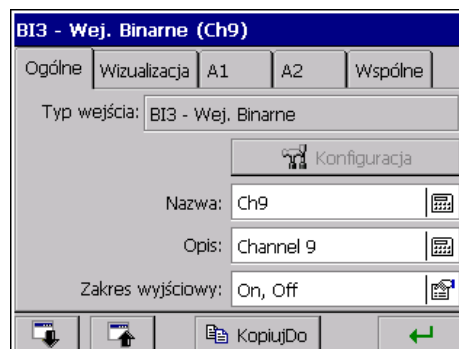 BI3 - Wej. Binarne (Ch9)
Ogólne Wizualizacja A1 A2 Wspólne
Typ wejścia: BI3 - Wej. Binarne
Konfiguracja
Nazwa: Ch9
Opis: Channel 9
Zakres wyjściowy: On, Off
KopiujDo